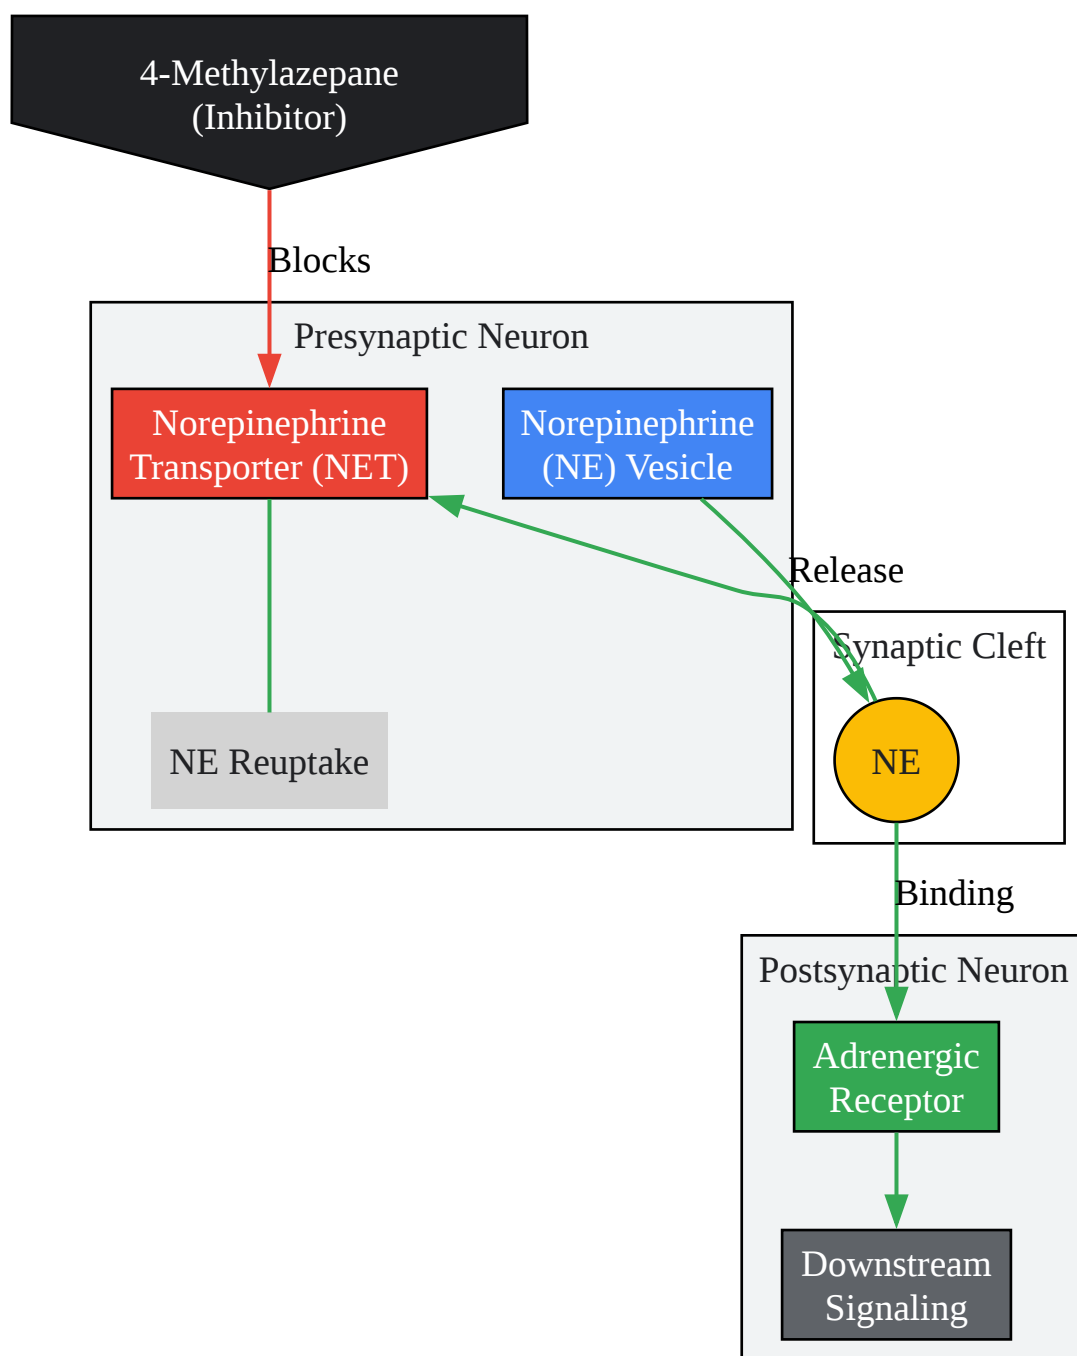 4-Methylazepane
(Inhibitor)
Blocks
Presynaptic Neuron
Norepinephrine
Transporter (NET)
Norepinephrine
(NE) Vesicle
Release
Synaptic Cleft
NE Reuptake
NE
Binding
Postsynaptic Neuron
Adrenergic
Receptor
Downstream
Signaling